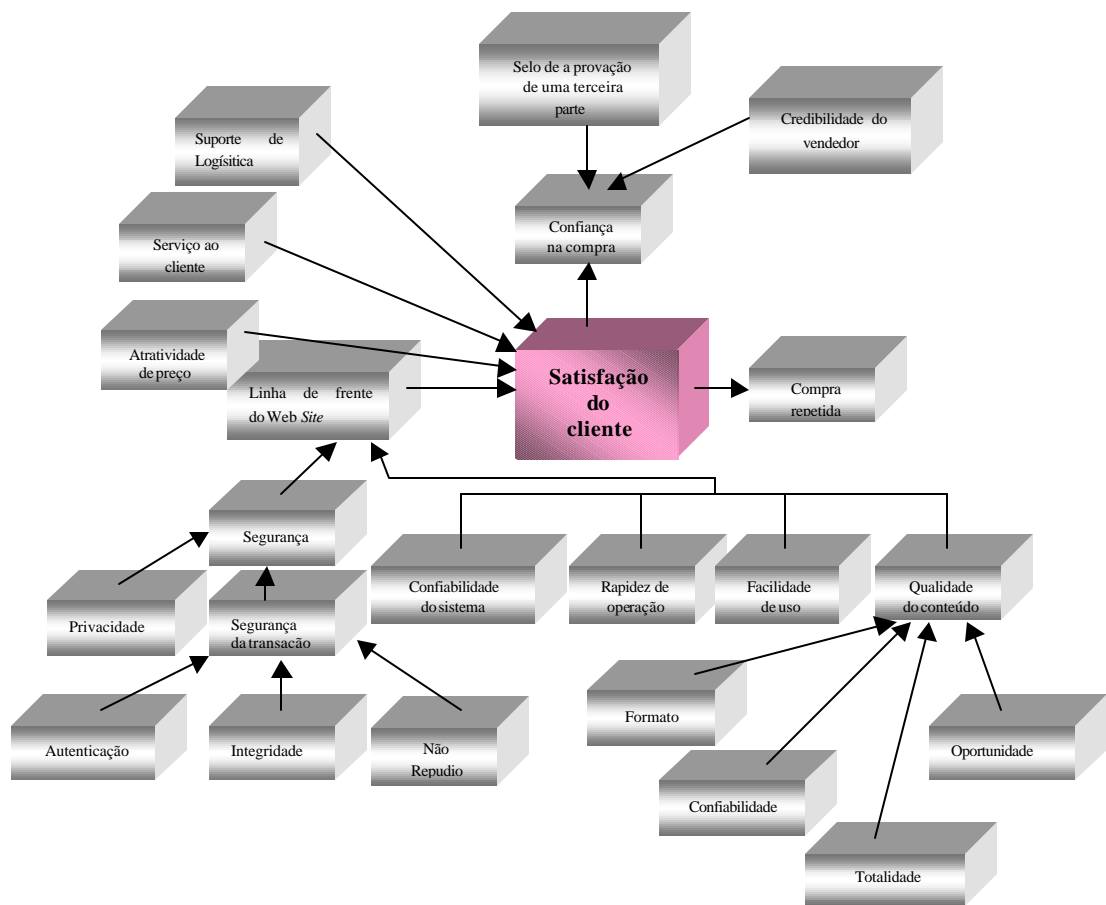 Selo de a provação
de uma terceira
parte
Credibilidade do
vendedor
Suporte de
Logísitica
Confiança
na compra
Serviço ao
cliente
Atratividade
de preço
Linha de frente
do Web Site
Satisfação
do
cliente
Compra
repetida
Segurança
Confiabilidade
do sistema
Rapidez de
operação
Facilidade
de uso
Qualidade
do conteúdo
Privacidade
Segurança
da transacão
Formato
Autenticação
Integridade
Não
Repudio
Oportunidade
Confiabilidade
Totalidade